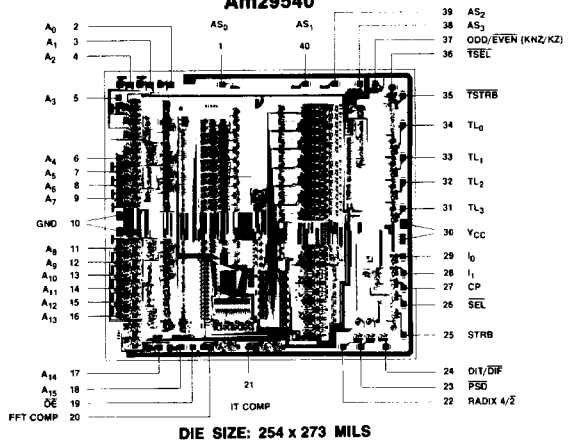 Am29540
A0 2
A1 3
A2 4
A3 5
A4 6
A5 7
A6 8
A7 9
GND 10
A8 11
A9 12
A10 13
A11 14
A12 15
A13 16
A14 17
A15 18
OE 19
FFT COMP 20
AS0
1
AS1
40
39 AS2
38 AS3
37 ODD/EVEN (KNZ/KZ)
36 TSEL
35 TSTRB
34 TL0
33 TL1
32 TL2
31 TL3
30 VCC
29 I0
28 I1
27 CP
26 SEL
25 STRB
24 DIT/DIF
23 PSD
22 RADIX 4/2
21
IT COMP
DIE SIZE: 254 x 273 MILS